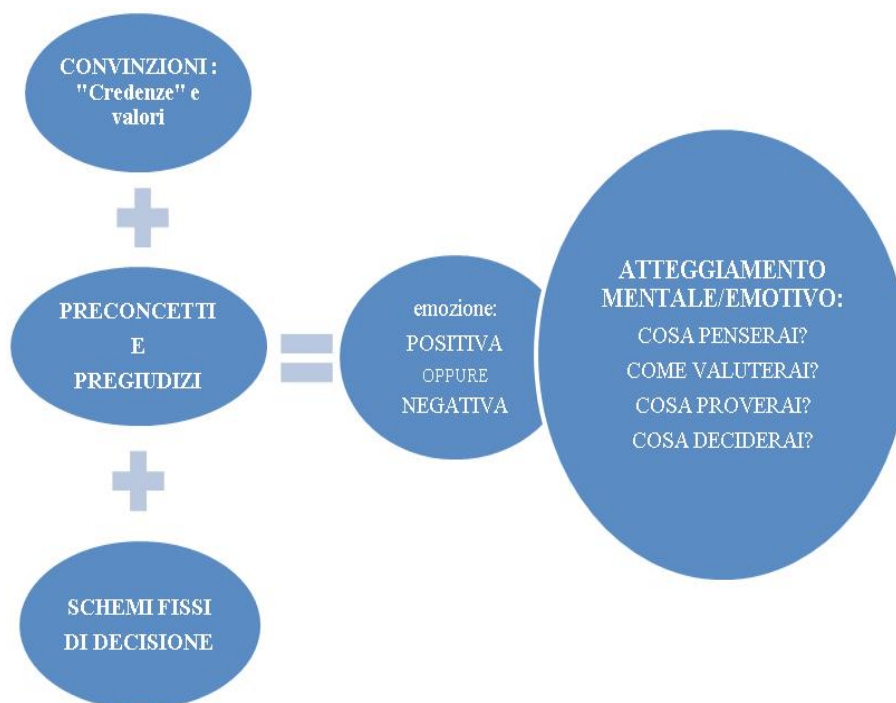 CONVINZIONI :
"Credenze" e
valori
PRECONCETTI
E
PREGIUDIZI
SCHEMI FISSI
DI DECISIONE
emozione:
POSITIVA
OPPURE
NEGATIVA
ATTEGGIAMENTO
MENTALE/EMOTIVO:
COSA PENSERAI?
COME VALUTERAI?
COSA PROVERAI?
COSA DECIDERAI?